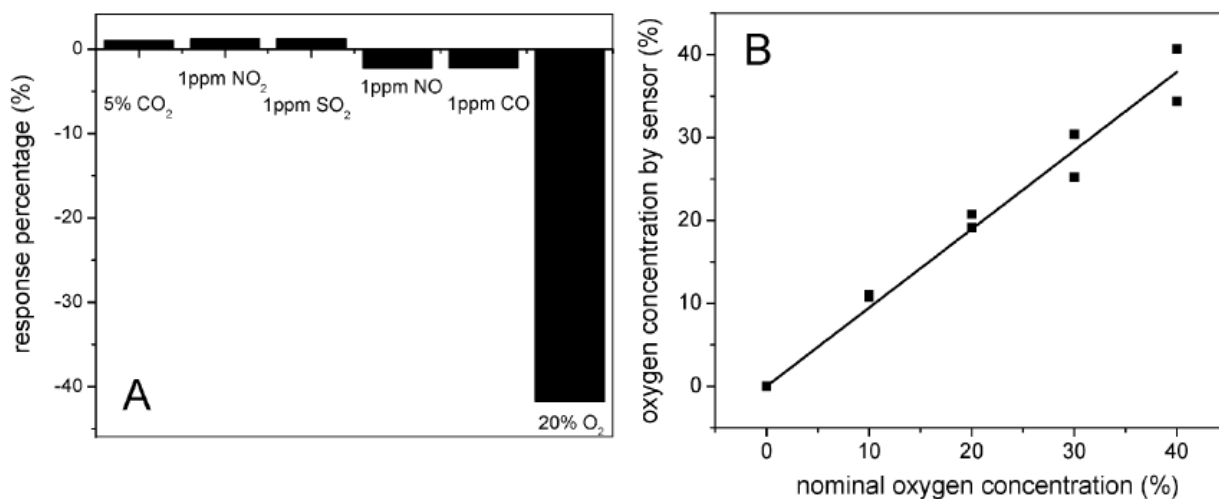 response percentage (%)
0
-10
-20
-30
-40
5% CO₂
1ppm NO₂
1ppm SO₂
1ppm NO
1ppm CO
20% O₂
A
B
oxygen concentration by sensor (%)
40
30
20
10
0
0 10 20 30 40
nominal oxygen concentration (%)